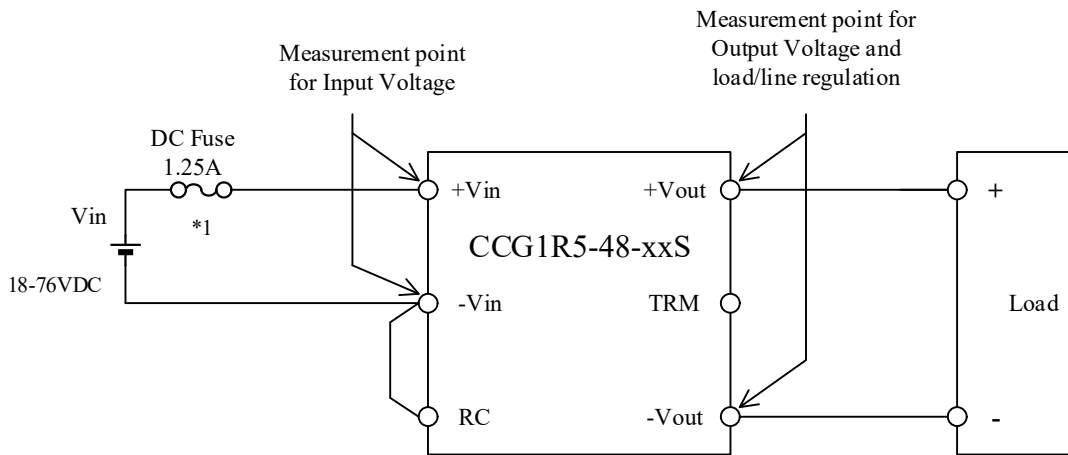 Measurement point
for Input Voltage
Measurement point for
Output Voltage and
load/line regulation
DC Fuse
1.25A
*1
Vin
18-76VDC
+Vin
+Vout
CCG1R5-48-xxS
-Vin
TRM
RC
-Vout
+
Load
-